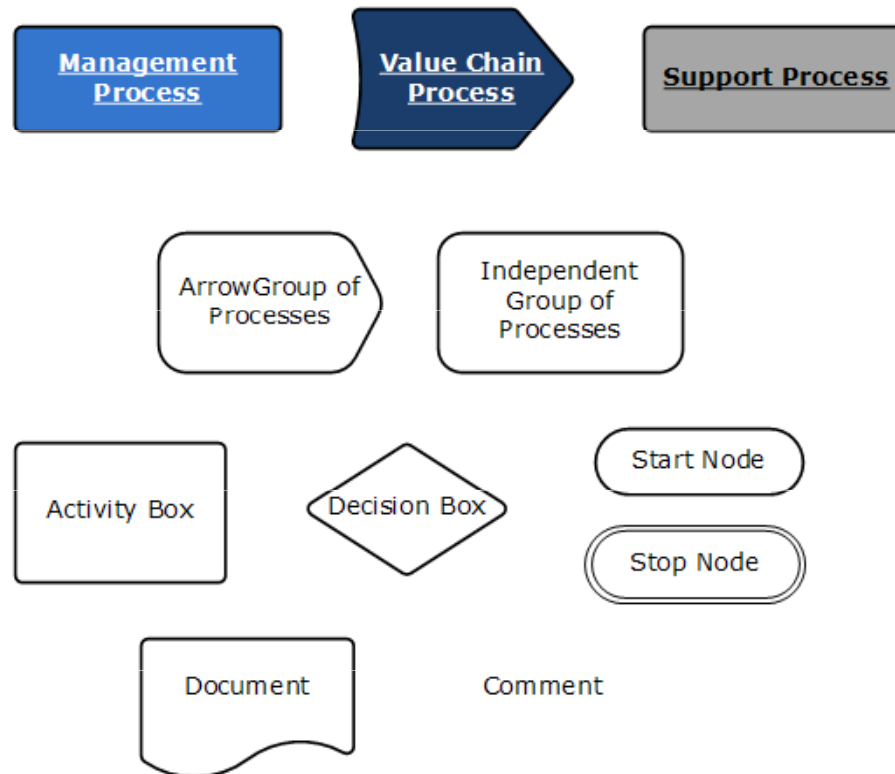 Management
Process
Value Chain
Process
Support Process
ArrowGroup of
Processes
Independent
Group of
Processes
Activity Box
Decision Box
Start Node
Stop Node
Document
Comment